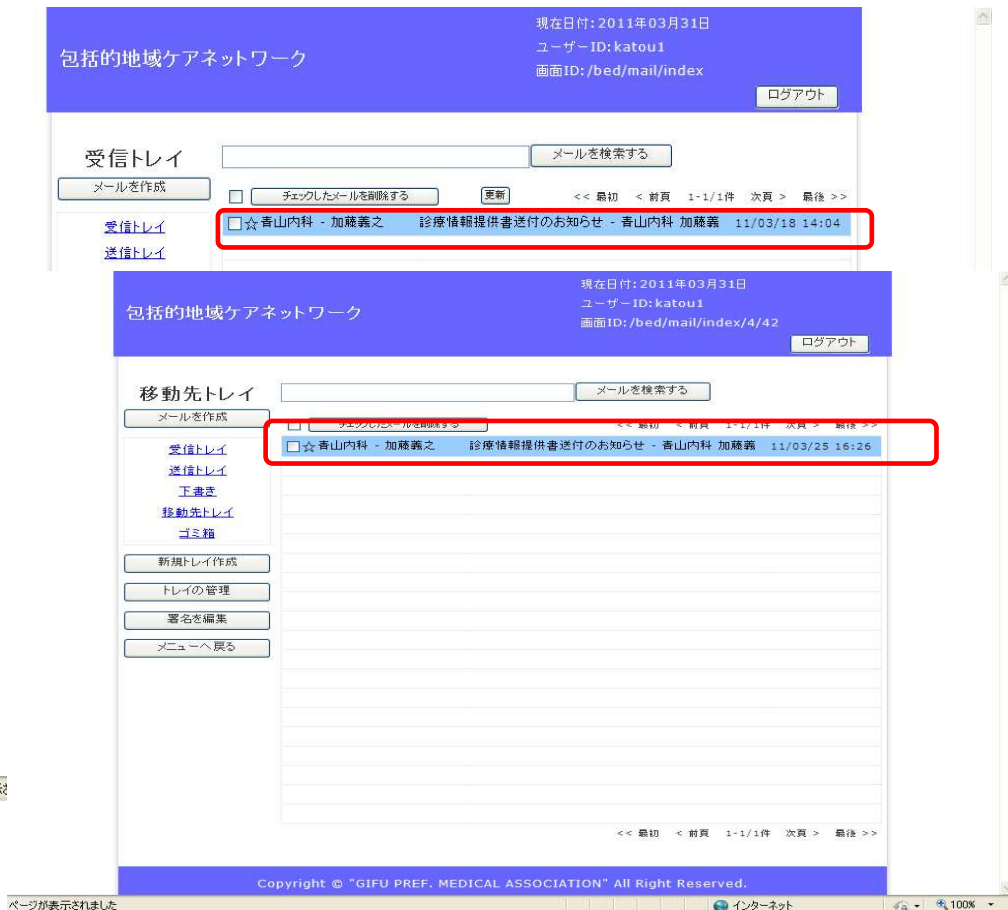 現在日付:2011年03月31日
包括的地域ケアネットワーク
ユーザーID:katou1
画面ID:/bed/mail/index
ログアウト
受信トレイ
メールを検索する
メールを作成
チェックしたメールを削除する
更新
<< 最初 < 前頁 1-1/1件 次頁 > 最後 >>
受信トレイ
☆青山内科 - 加藤義之 診療情報提供書送付のお知らせ - 青山内科 加藤義 11/03/18 14:04
送信トレイ
現在日付:2011年03月31日
包括的地域ケアネットワーク
ユーザーID:katou1
画面ID:/bed/mail/index/4/42
ログアウト
移動先トレイ
メールを検索する
メールを作成
チェックしたメールを削除する
<< 最初 < 前頁 1-1/1件 次頁 > 最後 >>
☆青山内科 - 加藤義之 診療情報提供書送付のお知らせ - 青山内科 加藤義 11/03/25 16:26
受信トレイ
送信トレイ
下書き
移動先トレイ
ゴミ箱
新規トレイ作成
トレイの管理
署名を編集
メニューへ戻る
<< 最初 < 前頁 1-1/1件 次頁 > 最後 >>
Copyright © "GIFU PREF. MEDICAL ASSOCIATION" All Right Reserved.
ページが表示されました
インターネット
100%